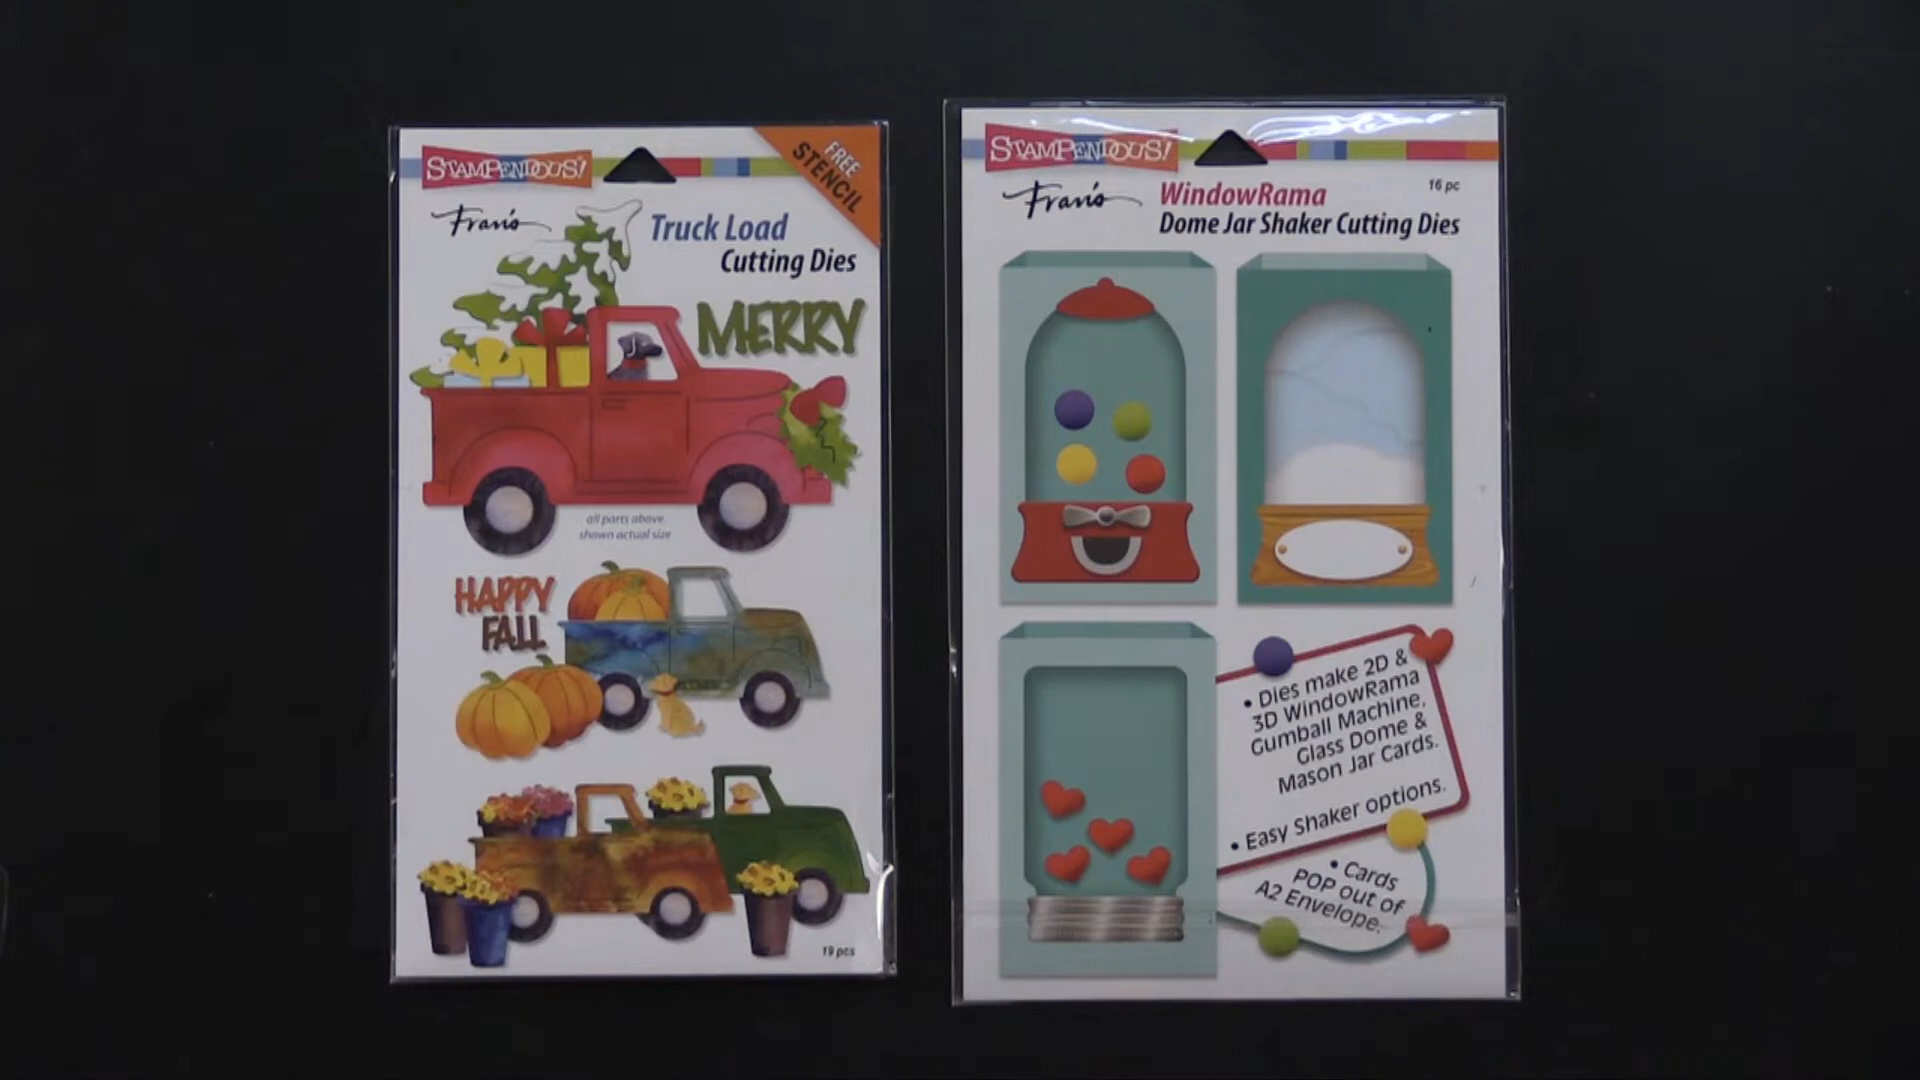 STAMPENDOUS!
FREE
STENCIL
Fran's
Truck Load
Cutting Dies
MERRY
all parts above
shown actual size
HAPPY
FALL
19 pcs
STAMPENDOUS!
Fran's
WindowRama
16 pc
Dome Jar Shaker Cutting Dies
• Dies make 2D &
3D WindowRama
Gumball Machine,
Glass Dome &
Mason Jar Cards.
• Easy Shaker options.
• Cards
POP out of
A2 Envelope.